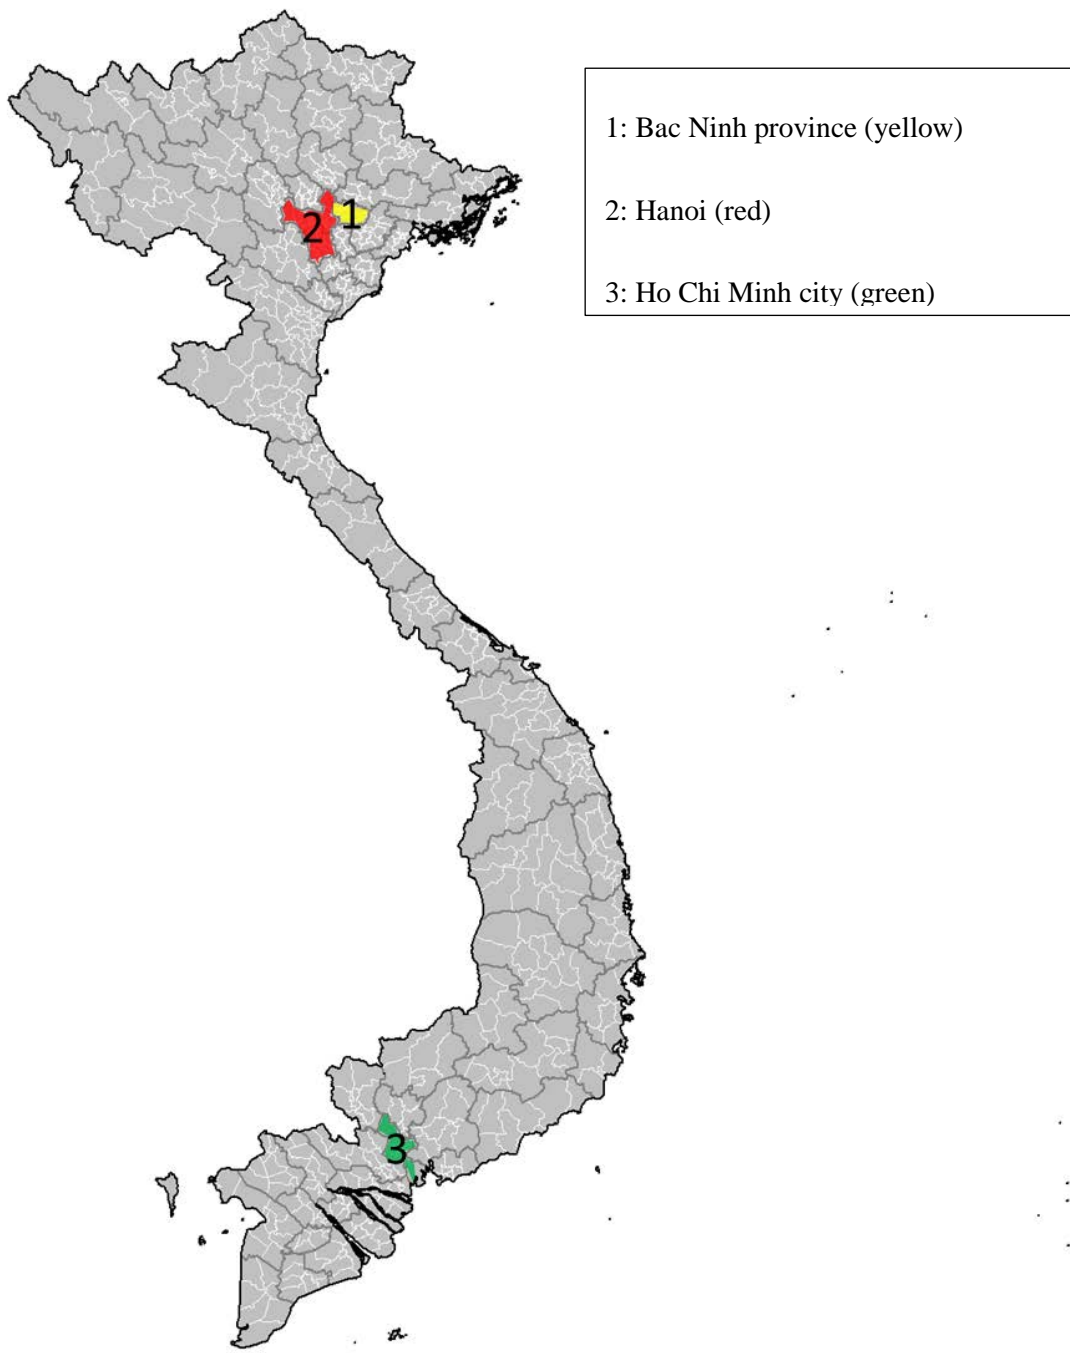 1: Bac Ninh province (yellow)
1
2
2: Hanoi (red)
3: Ho Chi Minh city (green)
3